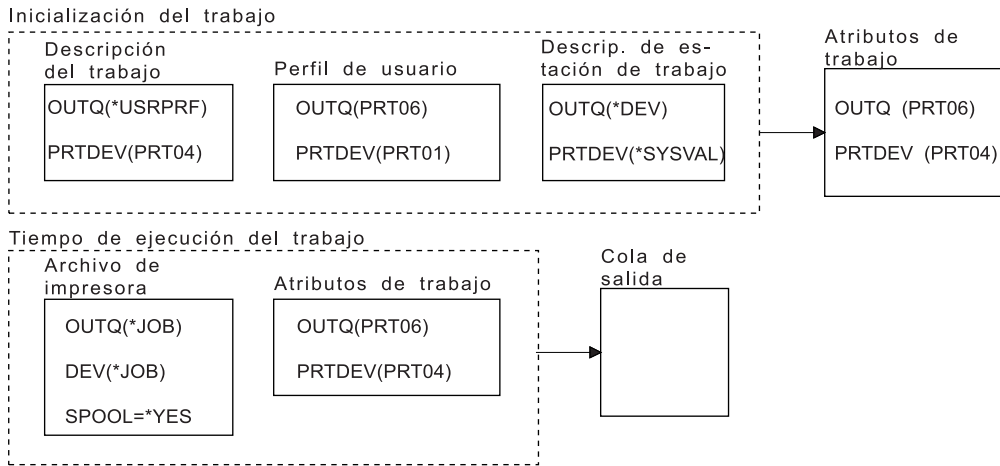 Inicialización del trabajo
Descripción
del trabajo
OUTQ(*USRPRF)
PRTDEV(PRT04)
Perfil de usuario
OUTQ(PRT06)
PRTDEV(PRT01)
Descrip. de es-
tación de trabajo
OUTQ(*DEV)
PRTDEV(*SYSVAL)
Atributos de
trabajo
OUTQ (PRT06)
PRTDEV (PRT04)
Tiempo de ejecución del trabajo
Archivo de
impresora
OUTQ(*JOB)
DEV(*JOB)
SPOOL=*YES
Atributos de trabajo
OUTQ(PRT06)
PRTDEV(PRT04)
Cola de
salida